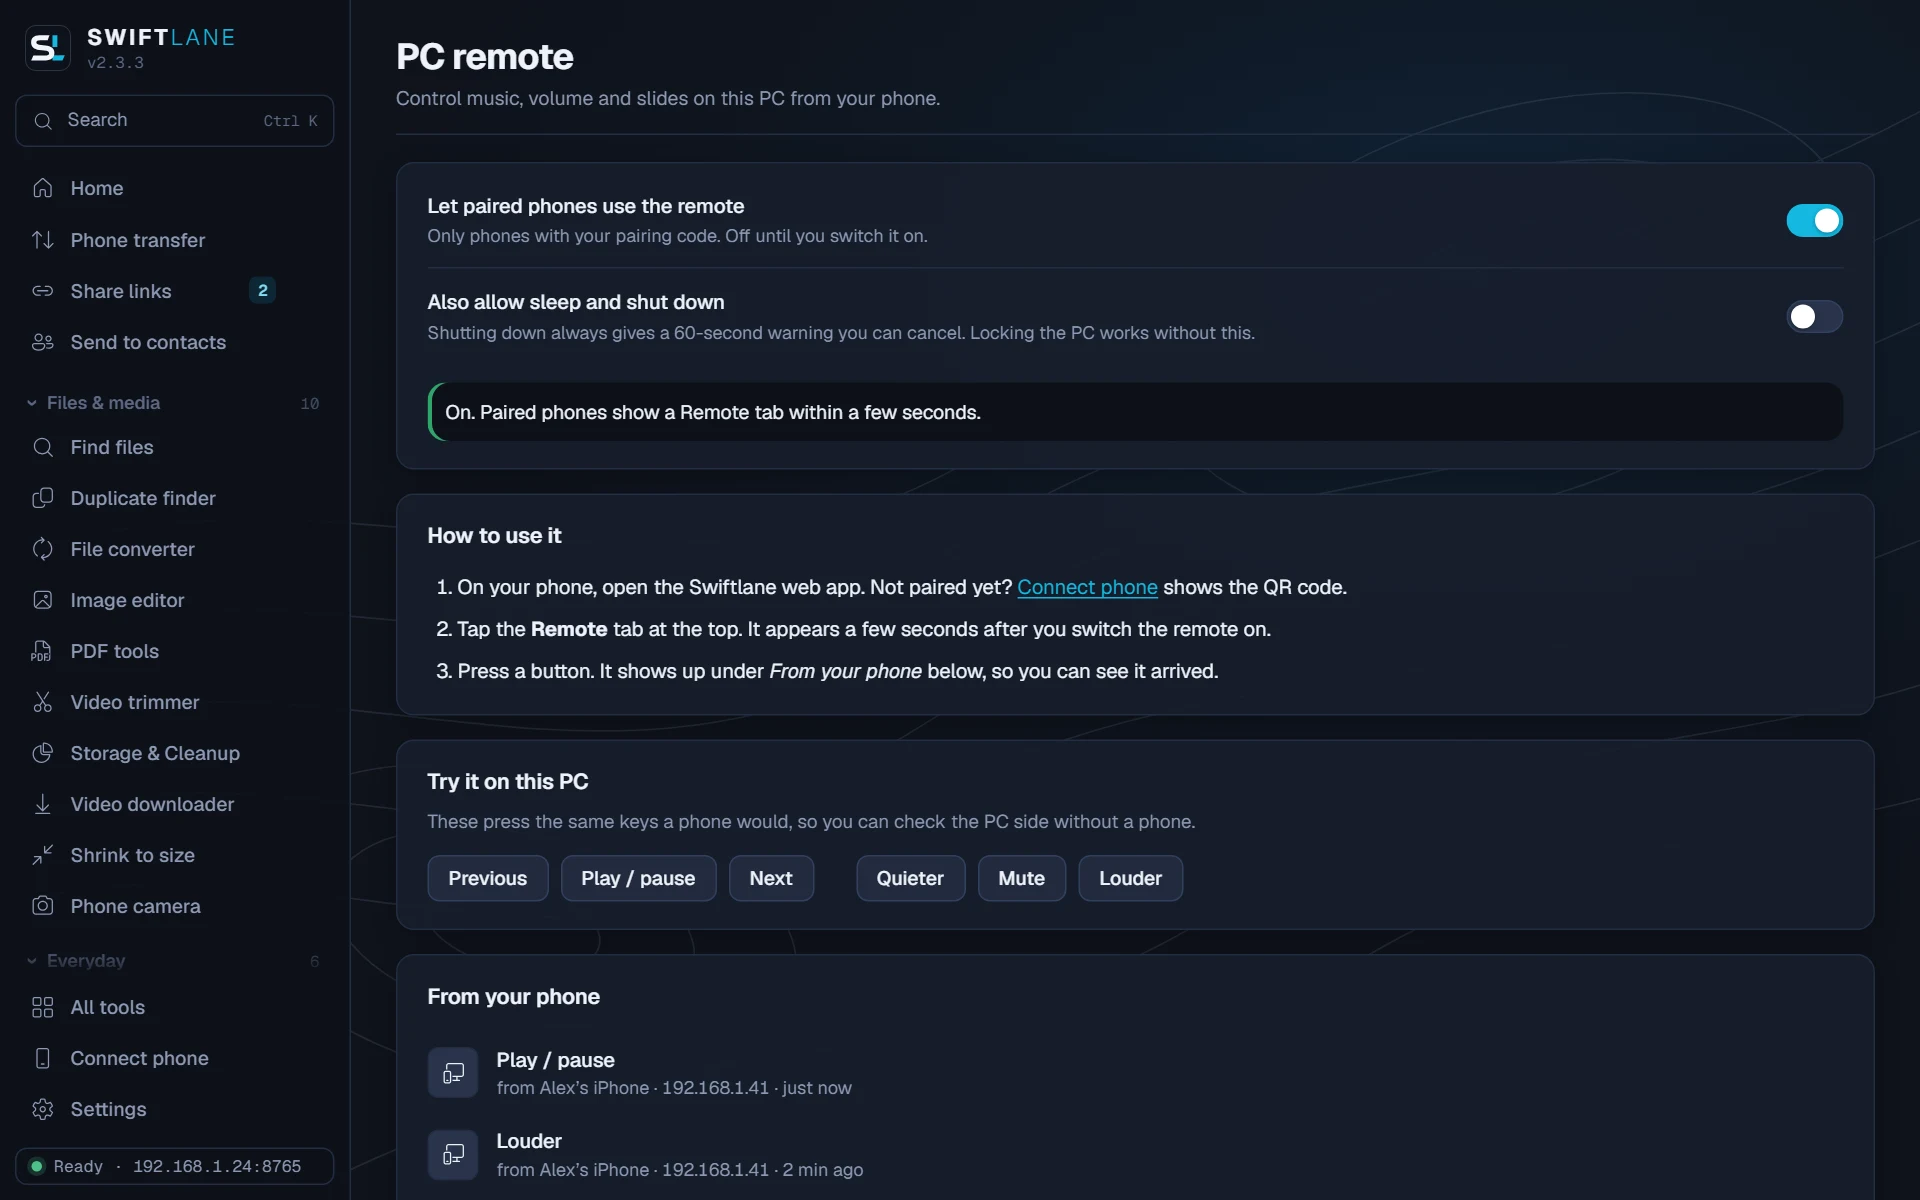 SWIFTLANE
v2.3.3
Search Ctrl K
Home
Phone transfer
Share links 2
Send to contacts
Files & media 10
Find files
Duplicate finder
File converter
Image editor
PDF tools
Video trimmer
Storage & Cleanup
Video downloader
Shrink to size
Phone camera
Everyday 6
All tools
Connect phone
Settings
Ready · 192.168.1.24:8765
PC remote
Control music, volume and slides on this PC from your phone.
Let paired phones use the remote
Only phones with your pairing code. Off until you switch it on.
Also allow sleep and shut down
Shutting down always gives a 60-second warning you can cancel. Locking the PC works without this.
On. Paired phones show a Remote tab within a few seconds.
How to use it
1. On your phone, open the Swiftlane web app. Not paired yet? Connect phone shows the QR code.
2. Tap the Remote tab at the top. It appears a few seconds after you switch the remote on.
3. Press a button. It shows up under From your phone below, so you can see it arrived.
Try it on this PC
These press the same keys a phone would, so you can check the PC side without a phone.
Previous Play / pause Next Quieter Mute Louder
From your phone
Play / pause
from Alex’s iPhone · 192.168.1.41 · just now
Louder
from Alex’s iPhone · 192.168.1.41 · 2 min ago